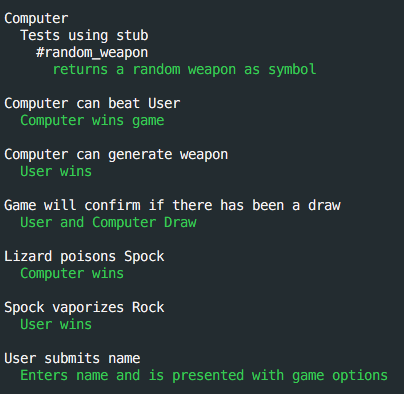 Computer
Tests using stub
#random_weapon
returns a random weapon as symbol
Computer can beat User
Computer wins game
Computer can generate weapon
User wins
Game will confirm if there has been a draw
User and Computer Draw
Lizard poisons Spock
Computer wins
Spock vaporizes Rock
User wins
User submits name
Enters name and is presented with game options